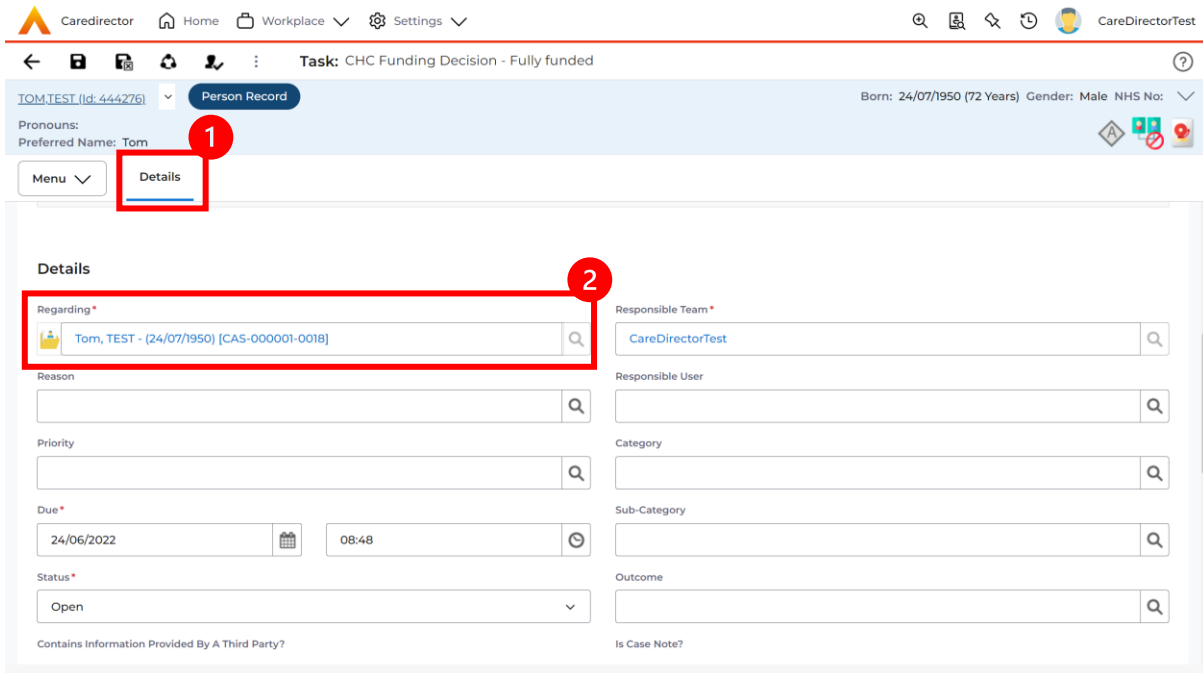 Caredirector Home Workplace Settings CareDirectorTest
Task: CHC Funding Decision - Fully funded
TOM,TEST (Id: 444276) Person Record Born: 24/07/1950 (72 Years) Gender: Male NHS No:
Pronouns:
Preferred Name: Tom
A
1
Menu Details
Details
2
Regarding* Responsible Team*
Tom, TEST - (24/07/1950) [CAS-000001-0018] CareDirectorTest
Reason Responsible User
Priority Category
Due* Sub-Category
24/06/2022 08:48
Status* Outcome
Open
Contains Information Provided By A Third Party? Is Case Note?